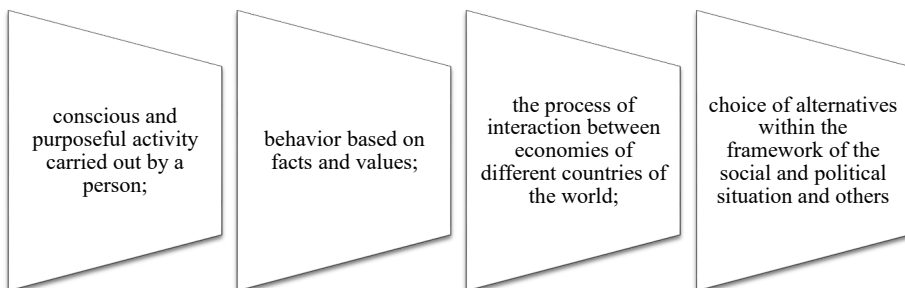 conscious and
purposeful activity
carried out by a
person;
behavior based on
facts and values;
the process of
interaction between
economies of
different countries of
the world;
choice of alternatives
within the
framework of the
social and political
situation and others